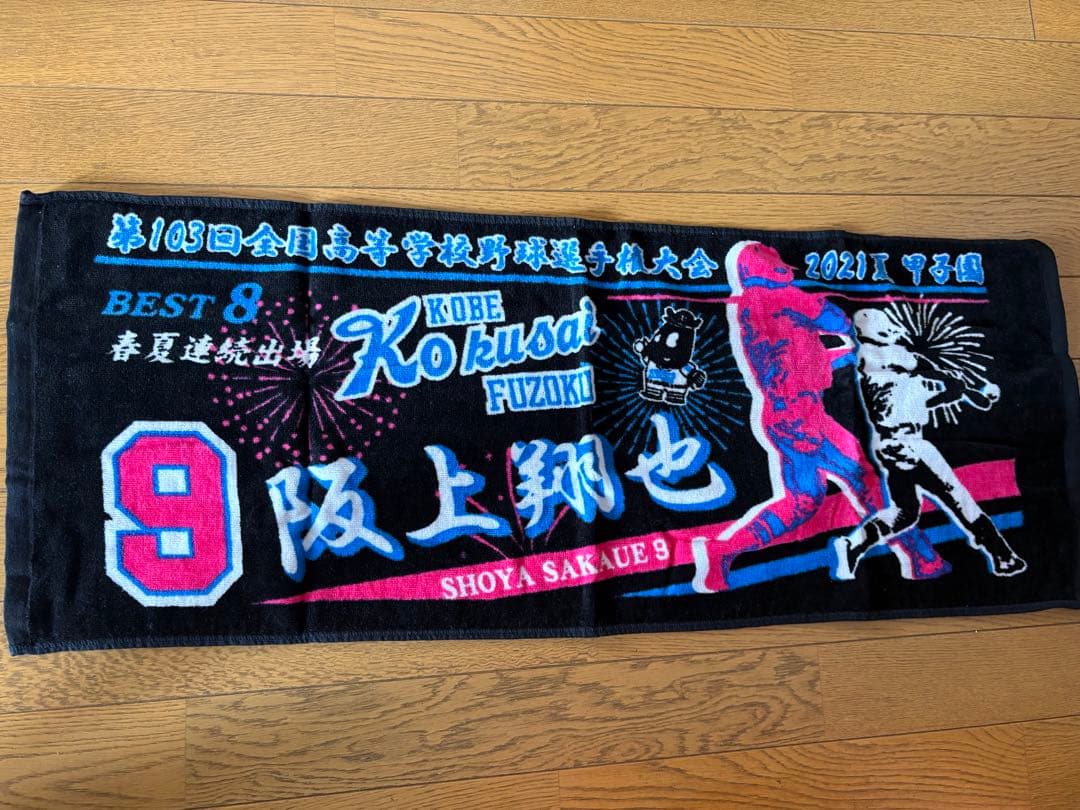 第103回全国高等学校野球選手権大会 2021夏 甲子園
BEST 8
春夏連続出場
KOBE
Kokusai
FUZOKU
9
阪上翔也
SHOYA SAKAUE 9